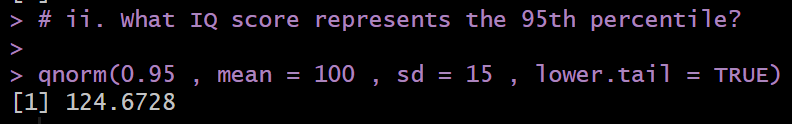 > # ii. What IQ score represents the 95th percentile?
>
> qnorm(0.95 , mean = 100 , sd = 15 , lower.tail = TRUE)
[1] 124.6728